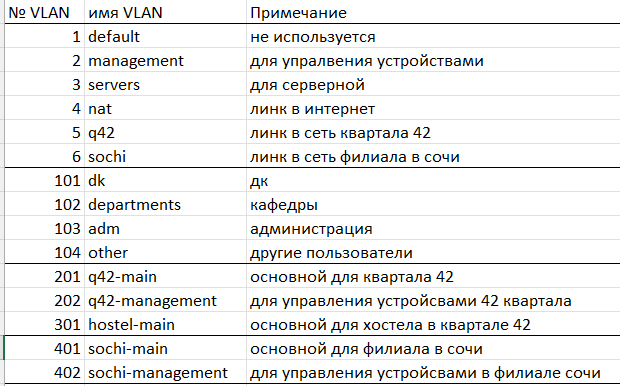 № VLAN имя VLAN Примечание
1 default не используется
2 management для упралвения устройствами
3 servers для серверной
4 nat линк в интернет
5 q42 линк в сеть квартала 42
6 sochi линк в сеть филиала в сочи
101 dk дк
102 departments кафедры
103 adm администрация
104 other другие пользователи
201 q42-main основной для квартала 42
202 q42-management для управления устройсвами 42 квартала
301 hostel-main основной для хостела в квартале 42
401 sochi-main основной для филиала в сочи
402 sochi-management для управления устройсвами в филиале сочи